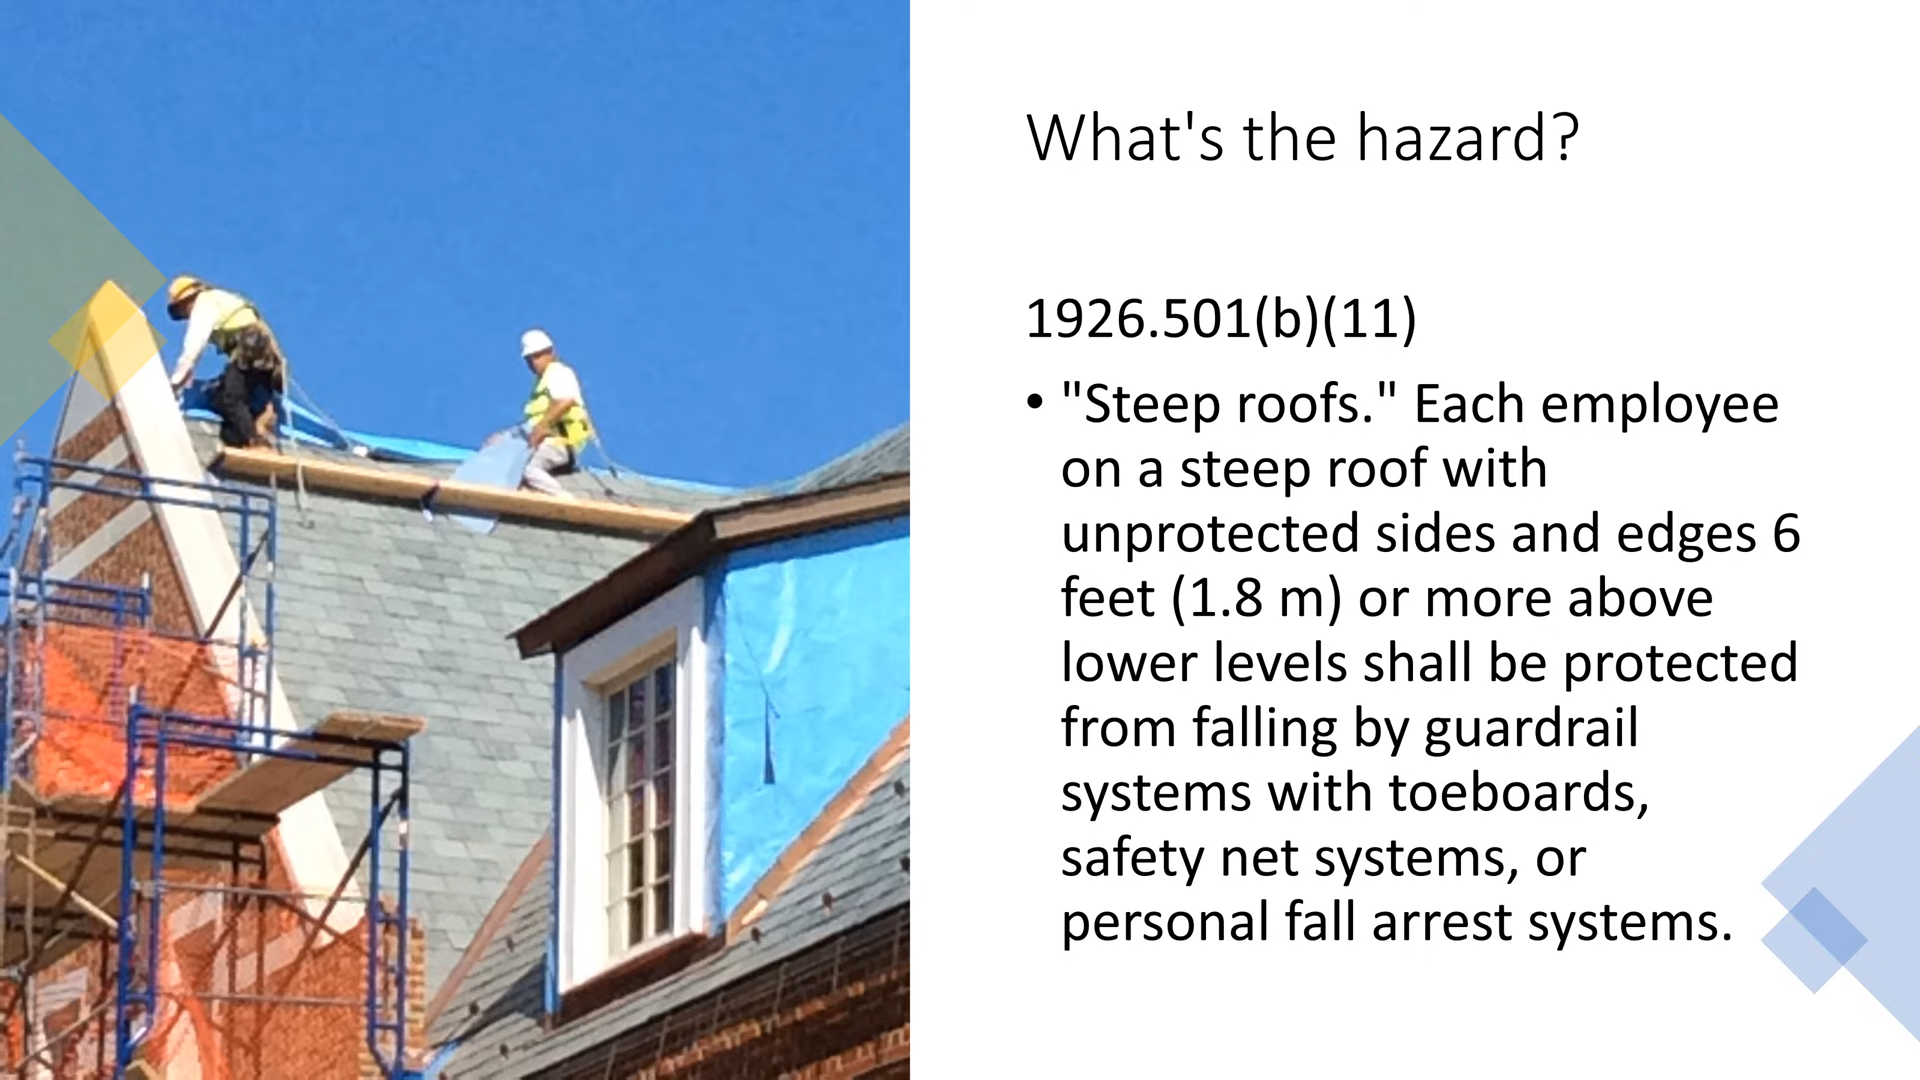 What's the hazard?
1926.501(b)(11)
• "Steep roofs." Each employee
on a steep roof with
unprotected sides and edges 6
feet (1.8 m) or more above
lower levels shall be protected
from falling by guardrail
systems with toeboards,
safety net systems, or
personal fall arrest systems.